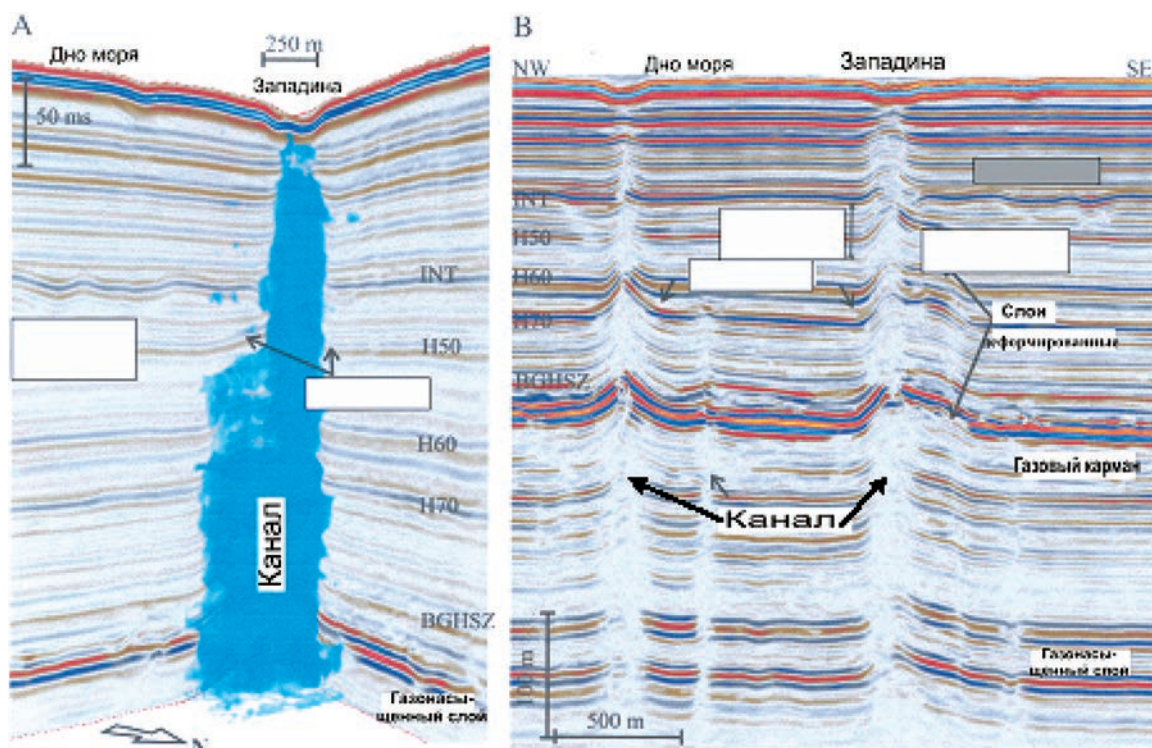 A
250 m
Дно моря
Западина
50 ms
INT
H50
H60
H70
Канал
BGHSZ
Газонасы-
щенный слой
B
NW
Дно моря
Западина
SE
INT
H50
H60
H70
Слои
деформированные
BGHSZ
Газовый карман
Канал
Газонасы-
щенный слой
500 m